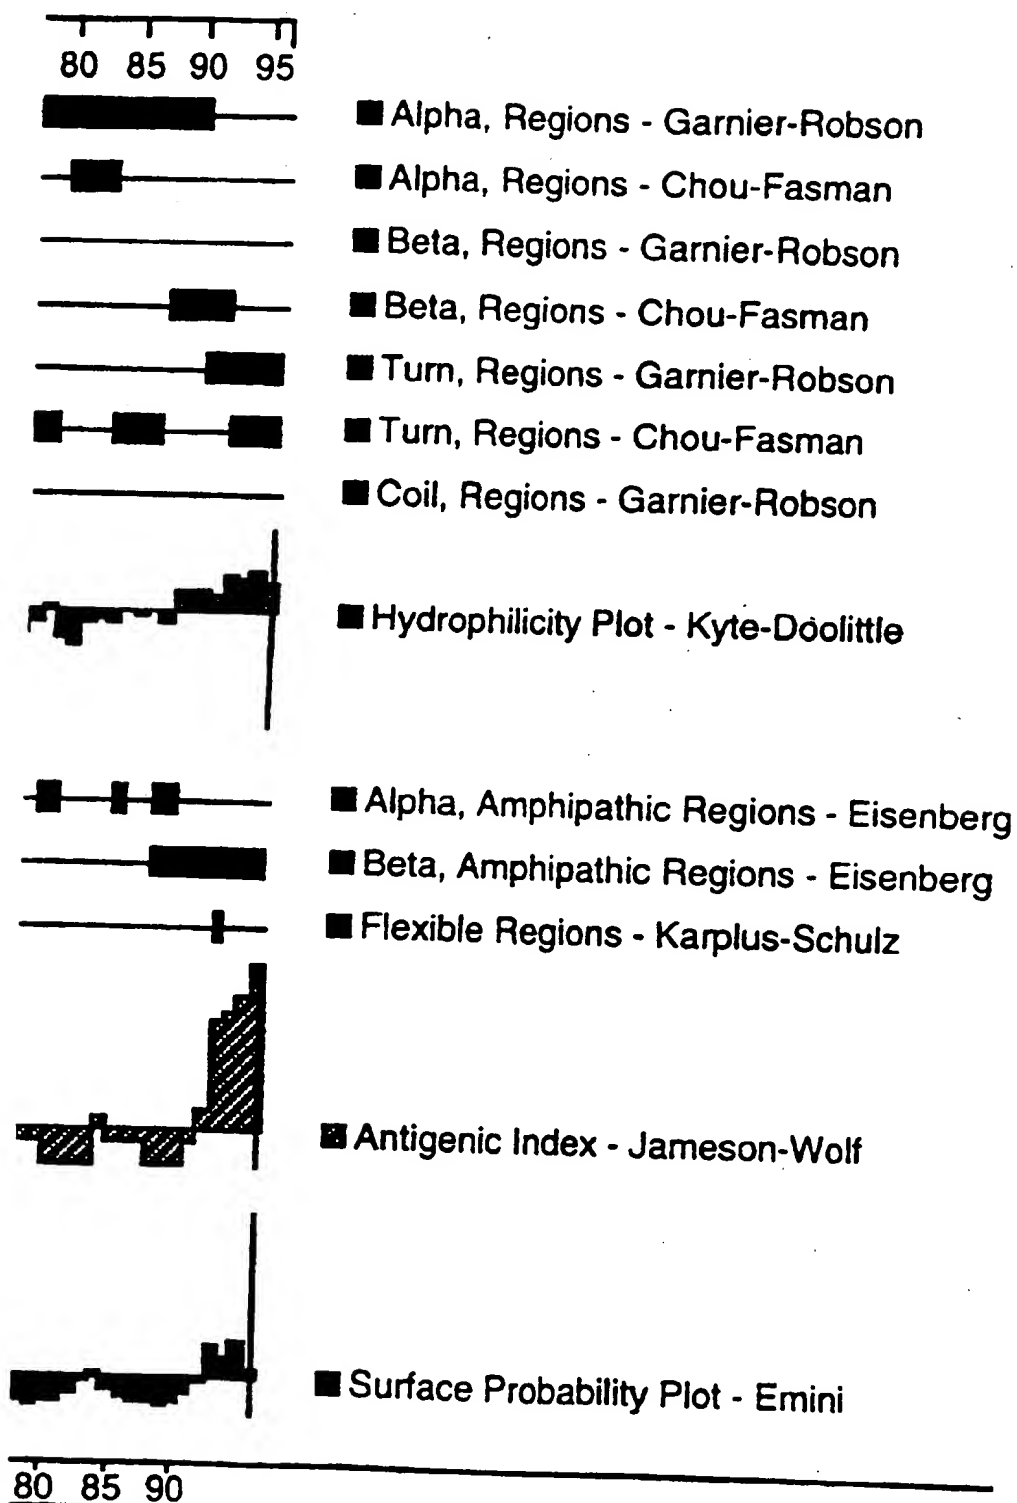 80 85 90 95
Alpha, Regions - Garnier-Robson
Alpha, Regions - Chou-Fasman
Beta, Regions - Garnier-Robson
Beta, Regions - Chou-Fasman
Turn, Regions - Garnier-Robson
Turn, Regions - Chou-Fasman
Coil, Regions - Garnier-Robson
Hydrophilicity Plot - Kyte-Doolittle
Alpha, Amphipathic Regions - Eisenberg
Beta, Amphipathic Regions - Eisenberg
Flexible Regions - Karplus-Schulz
Antigenic Index - Jameson-Wolf
Surface Probability Plot - Emini
80 85 90